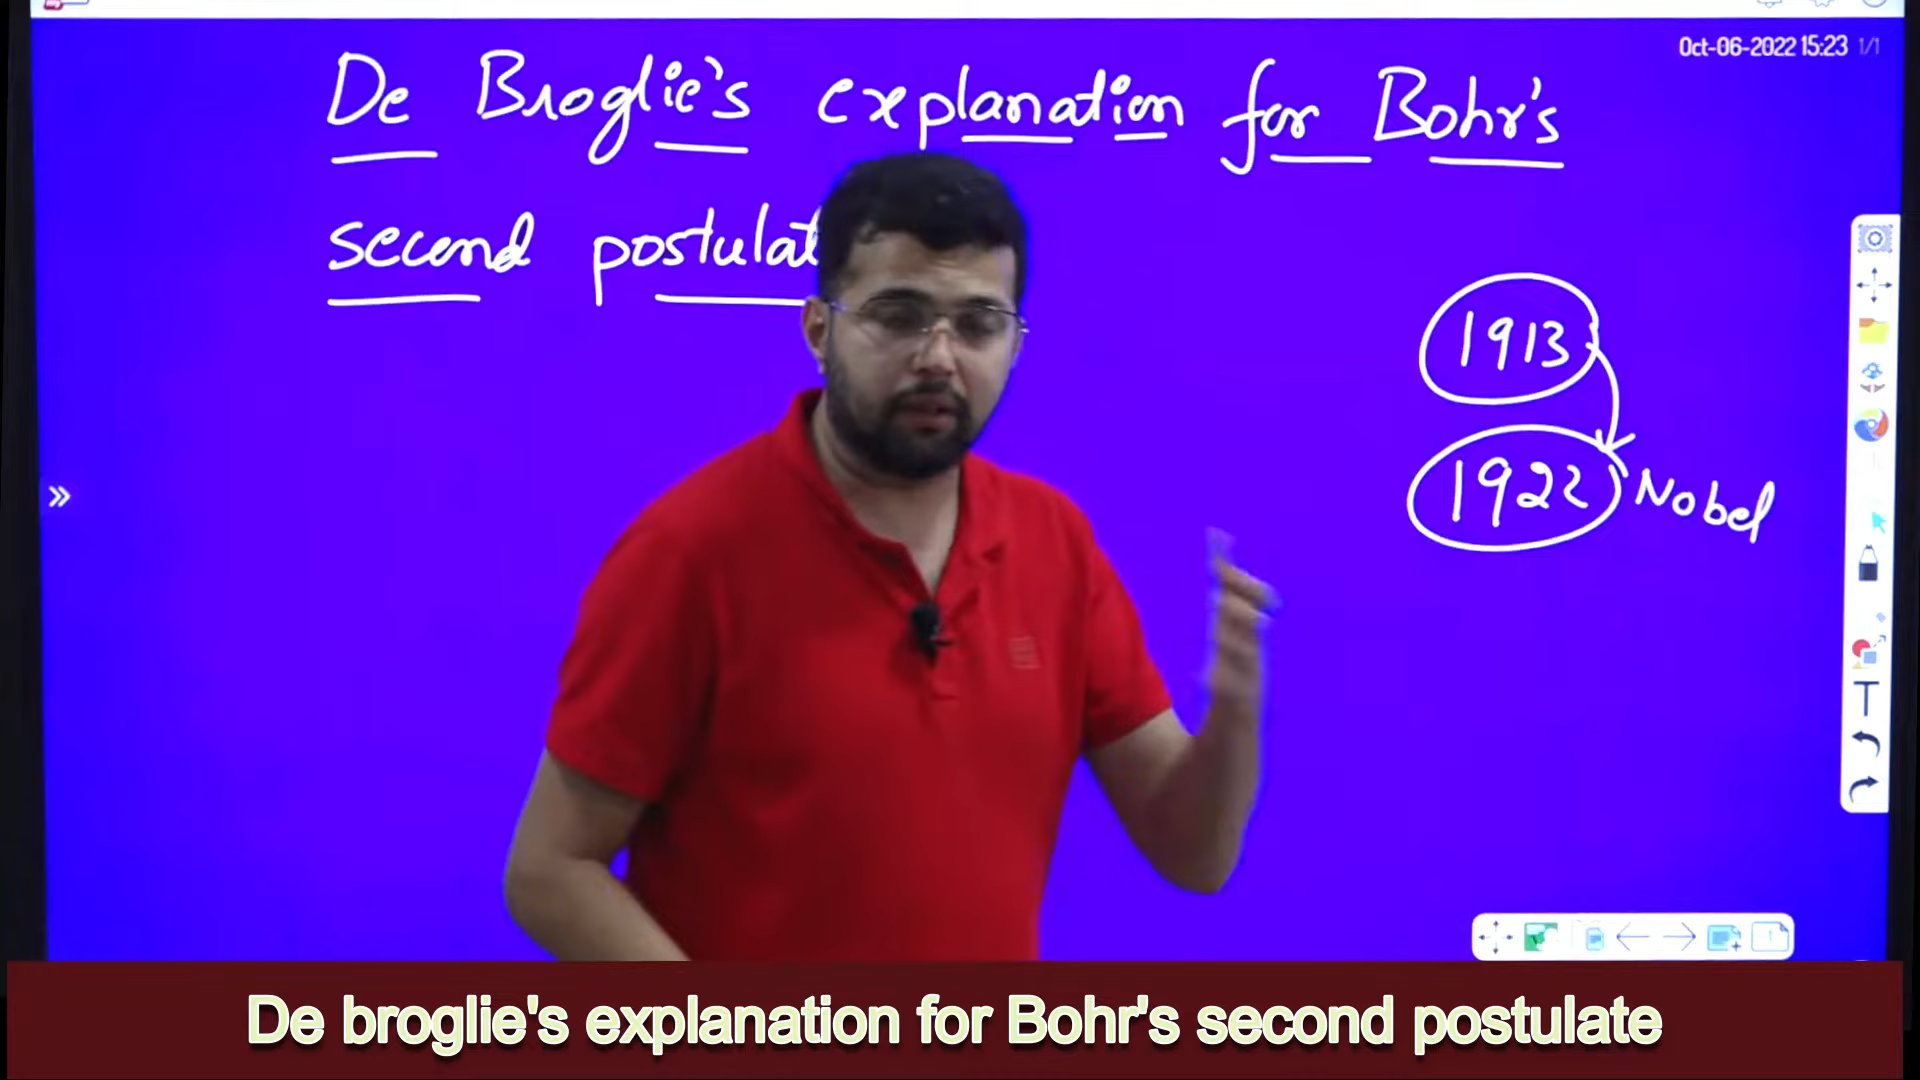 Oct-06-2022 15:23 1/1
De Broglie's explanation for Bohr's
second postulat
1913
1922 Nobel
T
De broglie's explanation for Bohr's second postulate